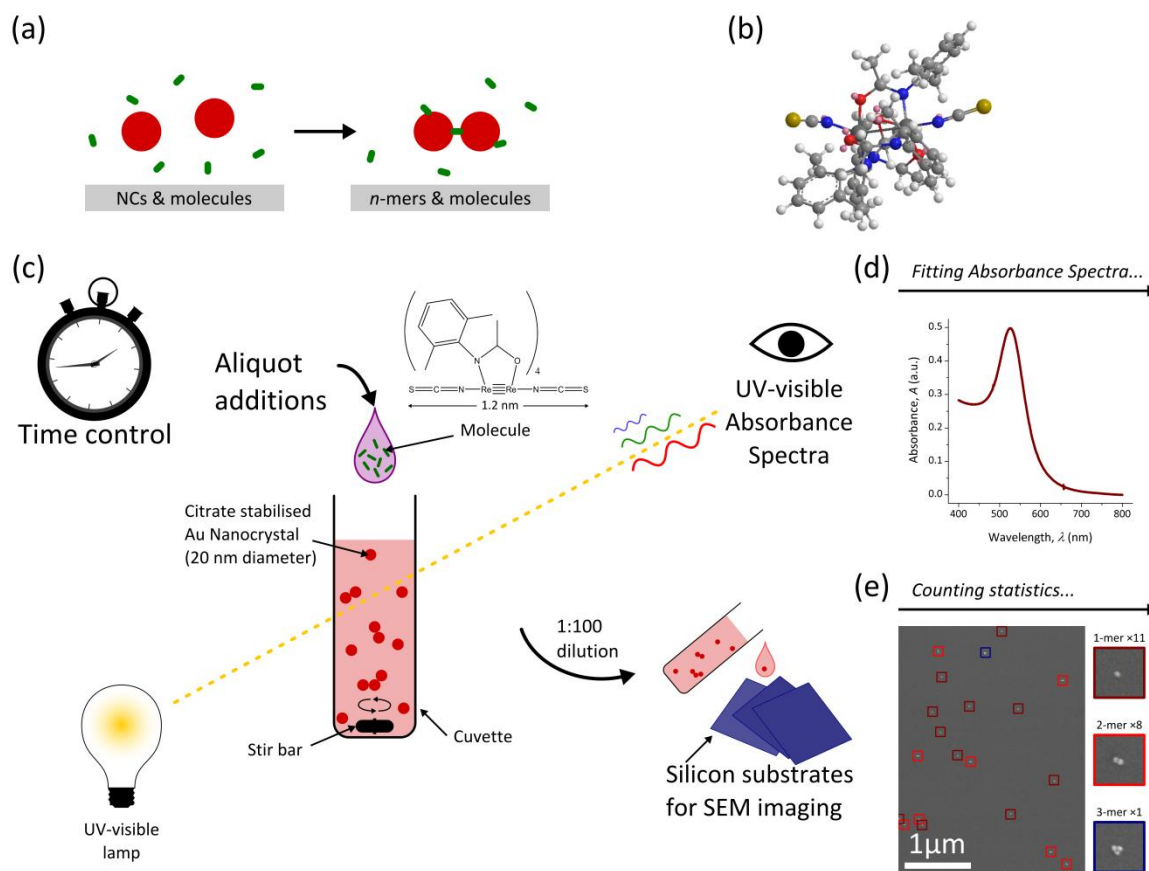 (a)
NCs & molecules
n-mers & molecules
(b)
(c)
Time control
Aliquot
additions
Molecule
4
N
O
S C N Re Re N C S
1.2 nm
UV-visible
Absorbance
Spectra
Citrate stabilised
Au Nanocrystal
(20 nm diameter)
Stir bar
Cuvette
UV-visible
lamp
1:100
dilution
Silicon substrates
for SEM imaging
(d)
Fitting Absorbance Spectra...
Absorbance, A (a.u.)
0.5
0.4
0.3
0.2
0.1
0.0
400 500 600 700 800
Wavelength, λ (nm)
(e)
Counting statistics...
1-mer ×11
2-mer ×8
3-mer ×1
1µm